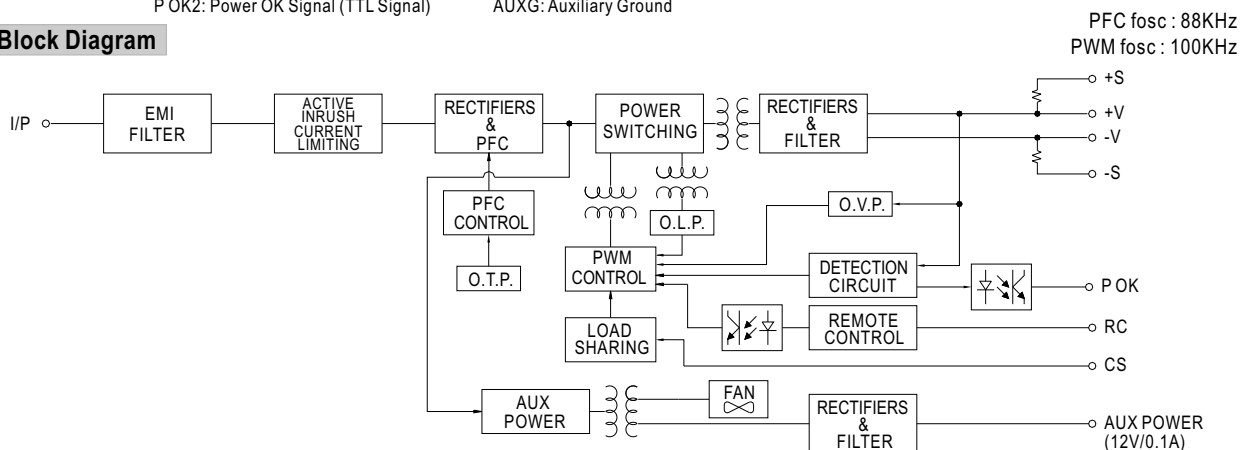 P OK2: Power OK Signal (TTL Signal) AUXG: Auxiliary Ground
Block Diagram
PFC fosc : 88KHz
PWM fosc : 100KHz
I/P
EMI
FILTER
ACTIVE
INRUSH
CURRENT
LIMITING
RECTIFIERS
&
PFC
POWER
SWITCHING
RECTIFIERS
&
FILTER
+S
+V
-V
-S
PFC
CONTROL
O.T.P.
O.L.P.
O.V.P.
PWM
CONTROL
DETECTION
CIRCUIT
P OK
LOAD
SHARING
REMOTE
CONTROL
RC
CS
AUX
POWER
FAN
RECTIFIERS
&
FILTER
AUX POWER
(12V/0.1A)